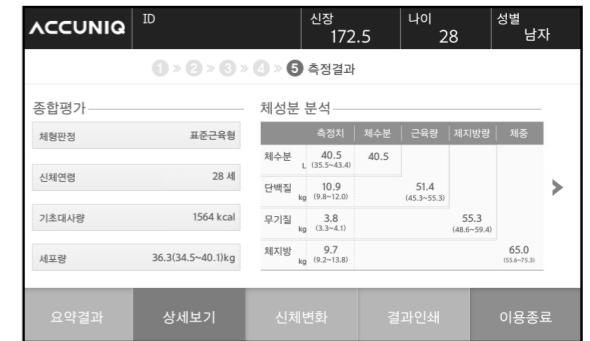 ACCUNIQ
ID
신장
172.5
나이
28
성별
남자
1 » 2 » 3 » 4 » 5 측정결과
종합평가
체형판정 표준근육형
신체연령 28 세
기초대사량 1564 kcal
세포량 36.3(34.5~40.1)kg
체성분 분석
측정치 체수분 근육량 제지방량 체중
체수분 L 40.5 (35.5~43.4) 40.5
단백질 kg 10.9 (9.8~12.0) 51.4 (45.3~55.3)
무기질 kg 3.8 (3.3~4.1) 55.3 (48.6~59.4)
체지방 kg 9.7 (9.2~13.8) 65.0 (55.6~75.3)
요약결과 상세보기 신체변화 결과인쇄 이용종료